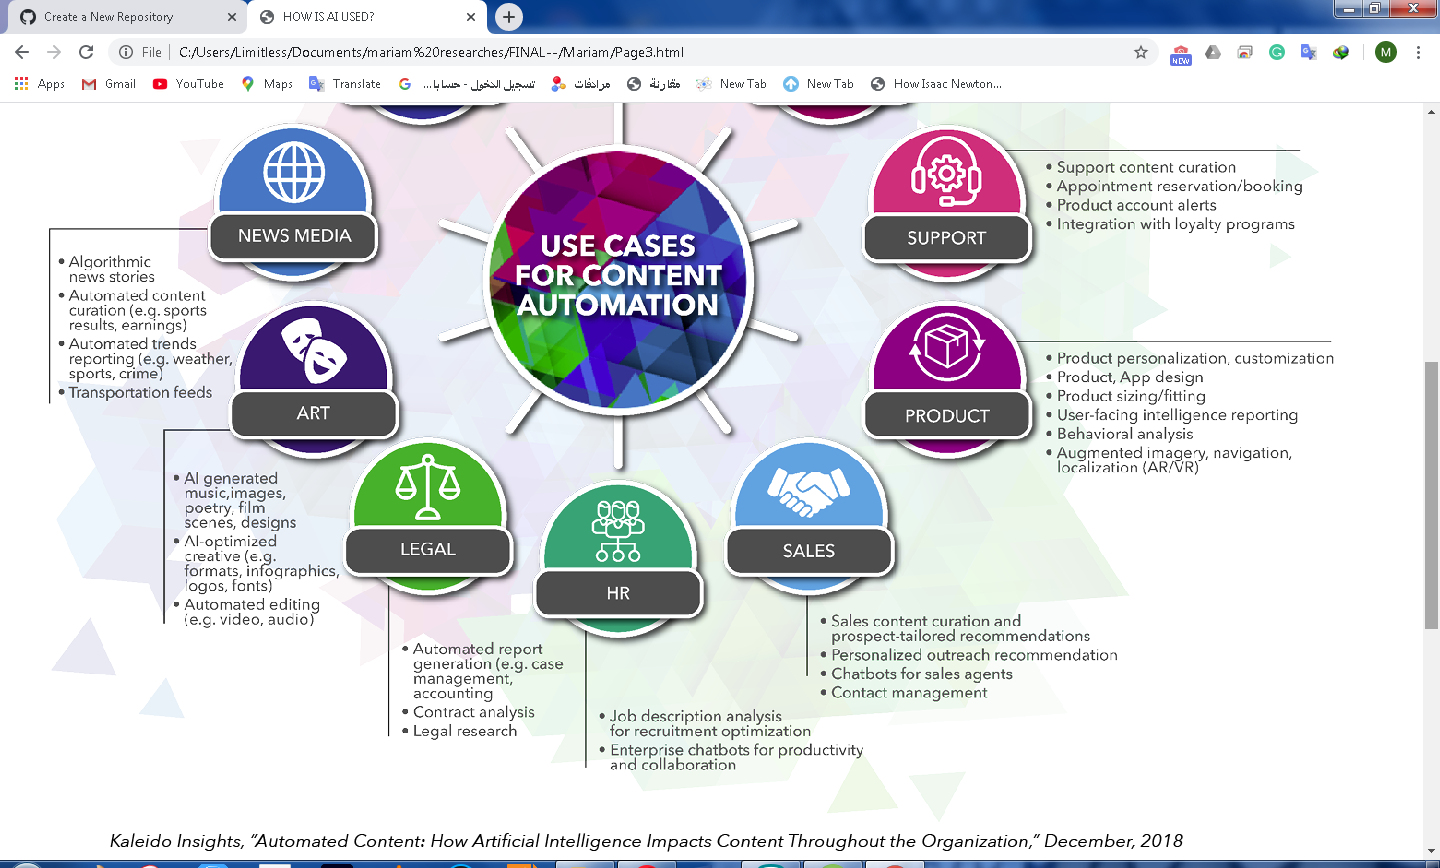 Create a New Repository
HOW IS AI USED?
File
C:/Users/Limitless/Documents/mariam%20researches/FINAL--/Mariam/Page3.html
NEW
M
Apps
Gmail
YouTube
Maps
Translate
تسجيل الدخول - حسابا...
مرادفات
مقارنة
New Tab
New Tab
How Isaac Newton...
USE CASES
FOR CONTENT
AUTOMATION
NEWS MEDIA
• Algorithmic
news stories
• Automated content
curation (e.g. sports
results, earnings)
• Automated trends
reporting (e.g. weather,
sports, crime)
• Transportation feeds
ART
• AI generated
music,images,
poetry, film
scenes, designs
• AI-optimized
creative (e.g.
formats, infographics,
logos, fonts)
• Automated editing
(e.g. video, audio)
LEGAL
• Automated report
generation (e.g. case
management,
accounting
• Contract analysis
• Legal research
HR
• Job description analysis
for recruitment optimization
• Enterprise chatbots for productivity
and collaboration
SALES
• Sales content curation and
prospect-tailored recommendations
• Personalized outreach recommendation
• Chatbots for sales agents
• Contact management
PRODUCT
• Product personalization, customization
• Product, App design
• Product sizing/fitting
• User-facing intelligence reporting
• Behavioral analysis
• Augmented imagery, navigation,
localization (AR/VR)
SUPPORT
• Support content curation
• Appointment reservation/booking
• Product account alerts
• Integration with loyalty programs
Kaleido Insights, “Automated Content: How Artificial Intelligence Impacts Content Throughout the Organization,” December, 2018